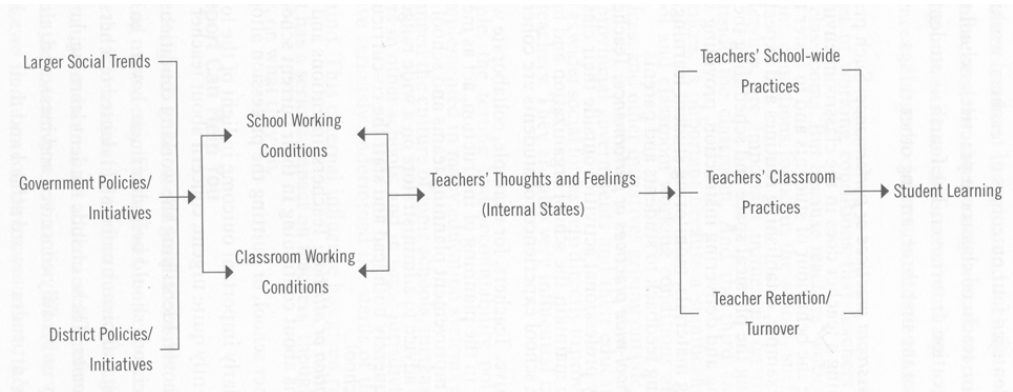 Larger Social Trends
Government Policies/
Initiatives
District Policies/
Initiatives
School Working
Conditions
Classroom Working
Conditions
Teachers' Thoughts and Feelings
(Internal States)
Teachers' School-wide
Practices
Teachers' Classroom
Practices
Teacher Retention/
Turnover
Student Learning